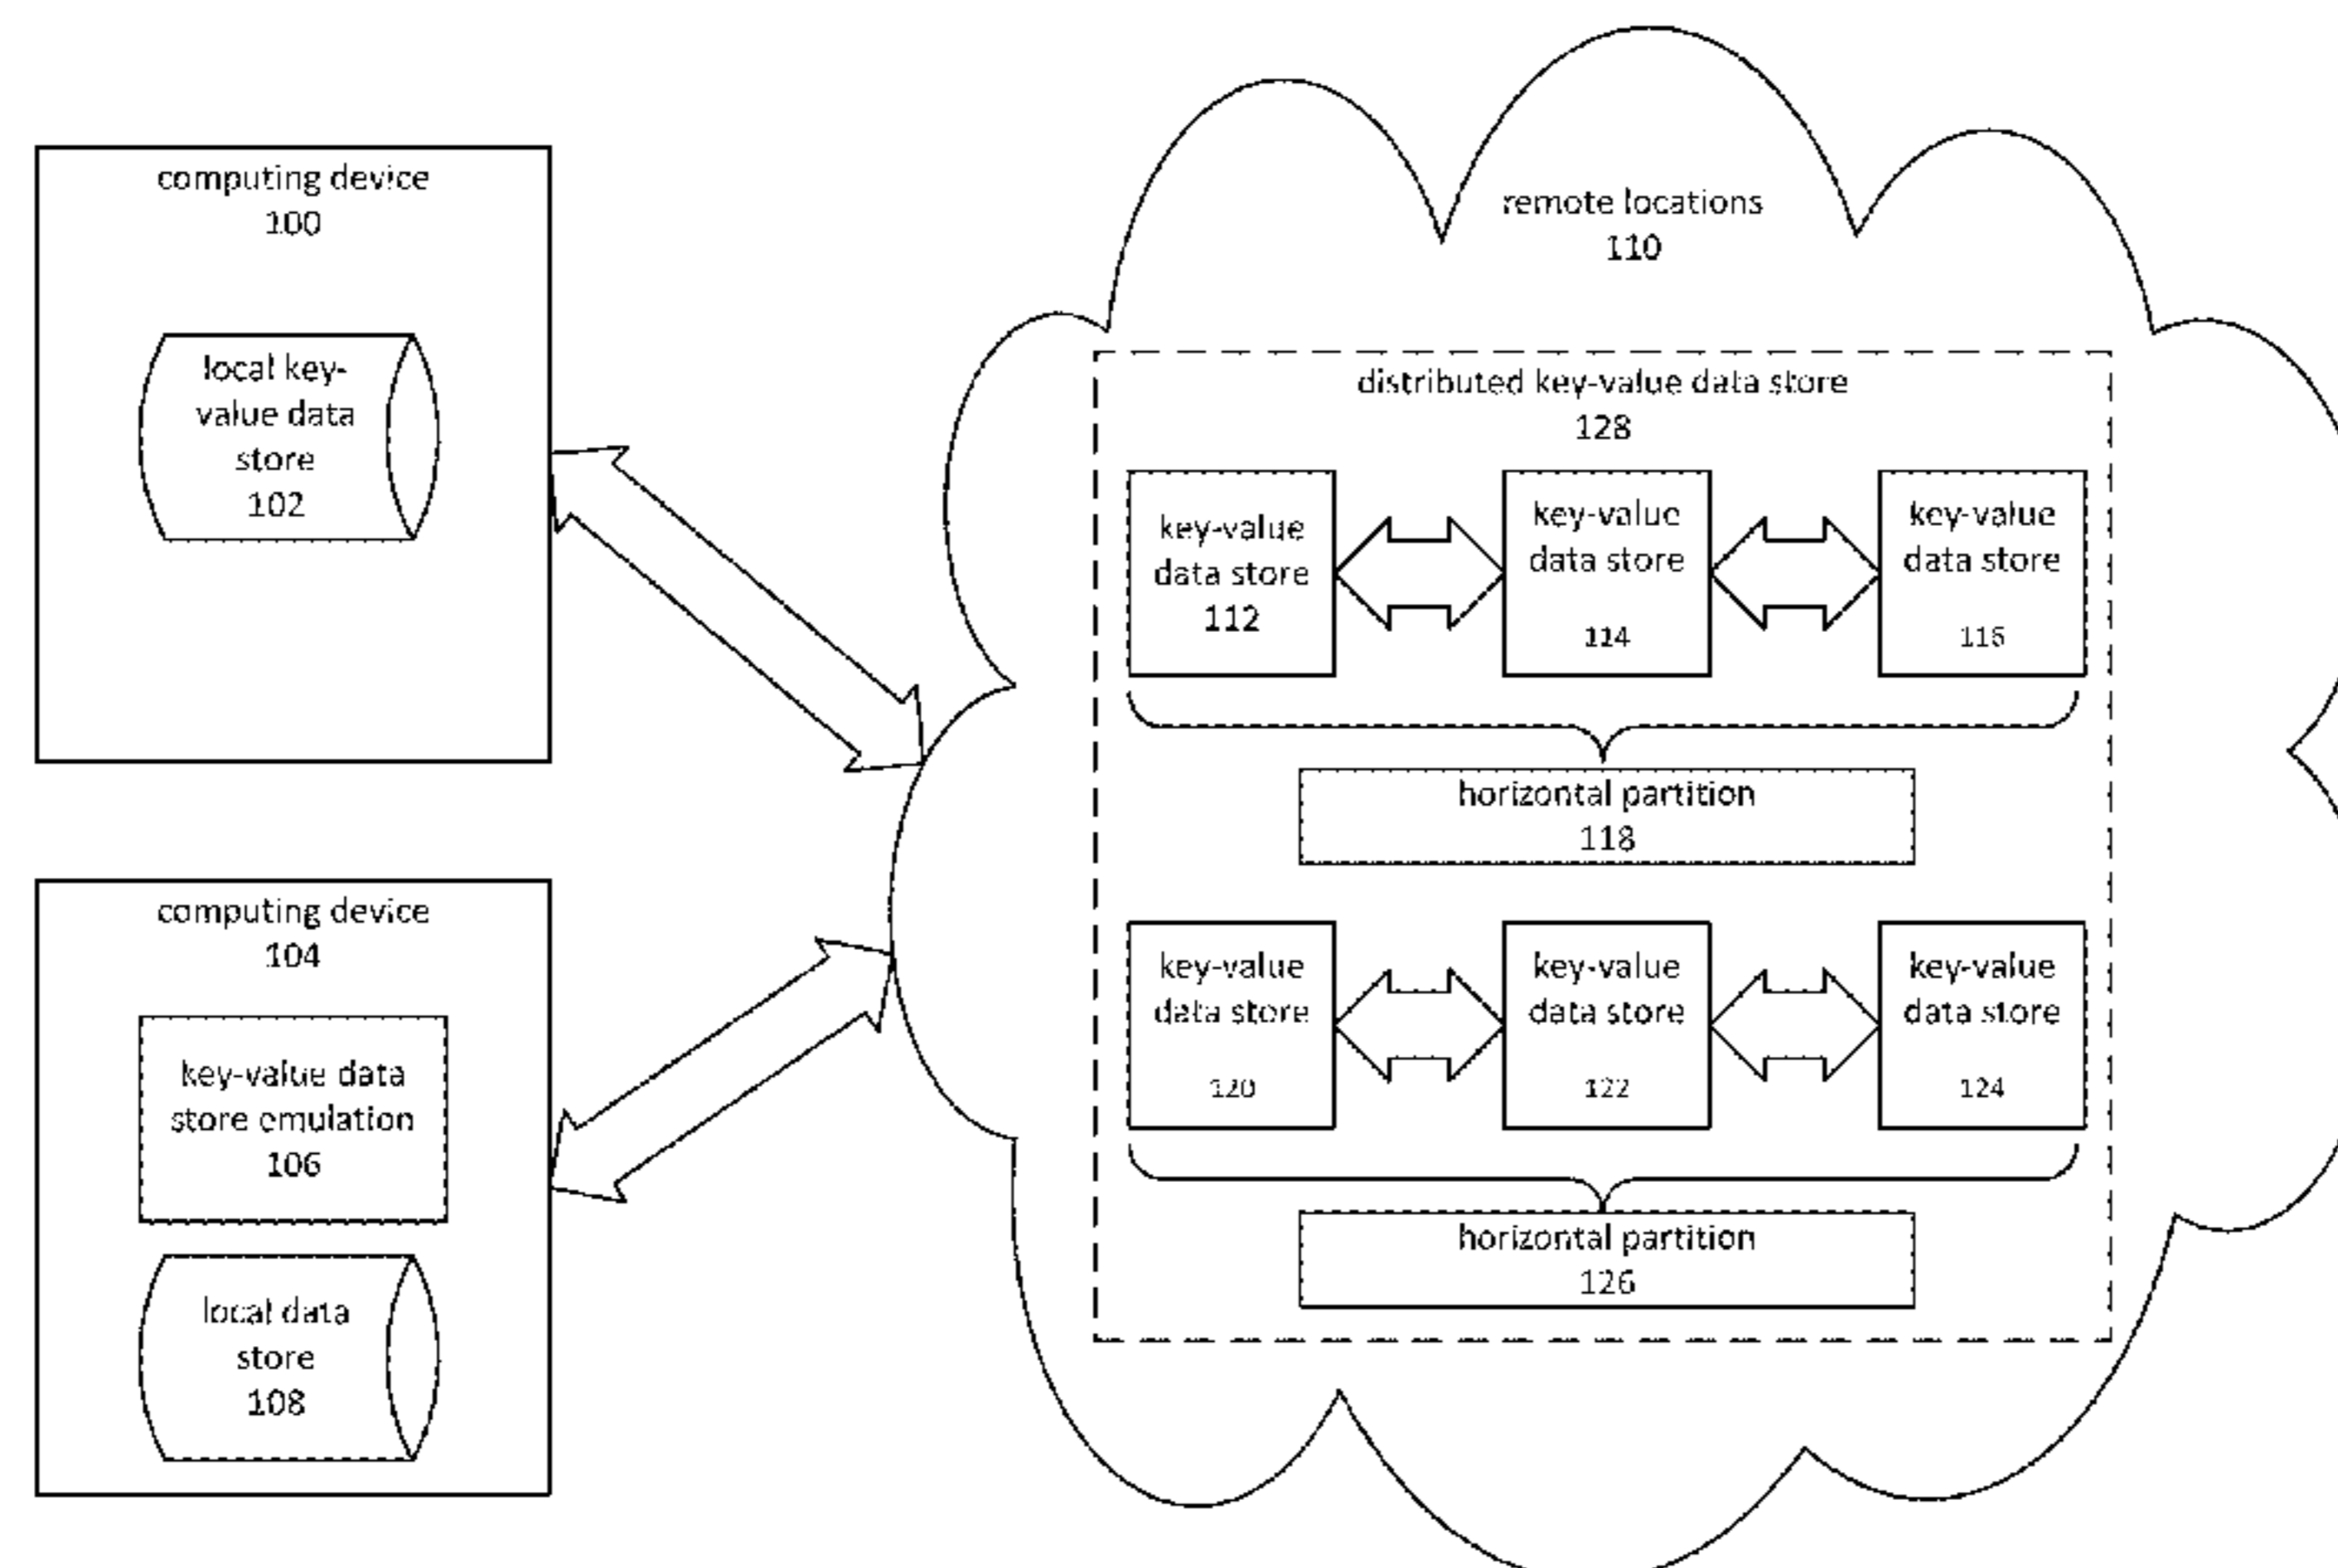 computing device
100
local key-
value data
store
102
computing device
104
key-value data
store emulation
106
local data
store
108
remote locations
110
distributed key-value data store
128
key-value
data store
112
key-value
data store
114
key-value
data store
116
horizontal partition
118
key-value
data store
120
key-value
data store
122
key-value
data store
124
horizontal partition
126